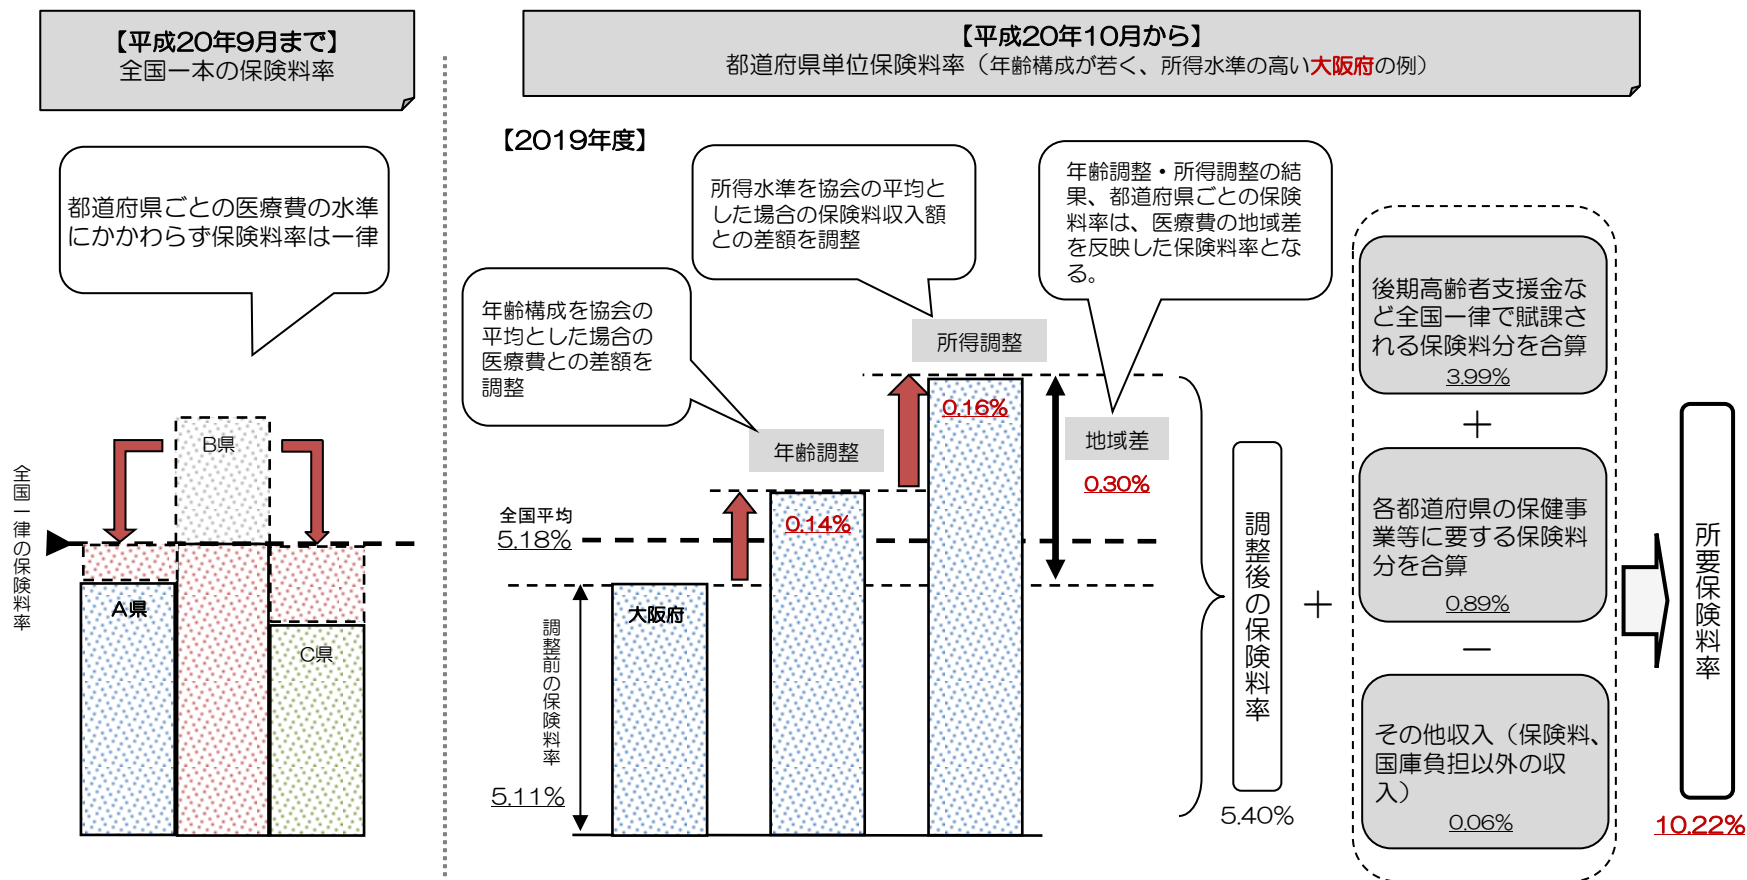 【平成20年9月まで】
全国一本の保険料率
【平成20年10月から】
都道府県単位保険料率（年齢構成が若く、所得水準の高い大阪府の例）
都道府県ごとの医療費の水準
にかかわらず保険料率は一律
B県
全国一律の保険料率
A県
C県
【2019年度】
年齢構成を協会の
平均とした場合の
医療費との差額を
調整
所得水準を協会の平均と
した場合の保険料収入額
との差額を調整
年齢調整・所得調整の結
果、都道府県ごとの保険
料率は、医療費の地域差
を反映した保険料率とな
る。
所得調整
年齢調整
地域差
0.16%
0.14%
0.30%
全国平均
5.18%
大阪府
調整前の保険料率
5.11%
調整後の保険料率
5.40%
＋
後期高齢者支援金な
ど全国一律で賦課さ
れる保険料分を合算
3.99%
＋
各都道府県の保健事
業等に要する保険料
分を合算
0.89%
－
その他収入（保険料、
国庫負担以外の収
入）
0.06%
所要保険料率
10.22%